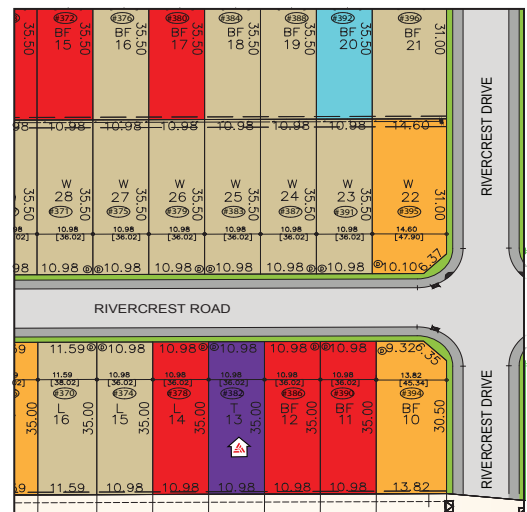 #372 #376 #380 #384 #388 #392 #396
BF BF BF BF BF BF BF
15 16 17 18 19 20 21
35.50 35.50 35.50 35.50 35.50 35.50 31.00
98 10.98 10.98 10.98 10.98 10.98 10.98 14.60
W W W W W W W
28 27 26 25 24 23 22
#371 #375 #379 #383 #387 #391 #395
35.50 35.50 35.50 35.50 35.50 35.50 35.50 31.00
10.98 10.98 10.98 10.98 10.98 10.98 14.60
[36.02] [36.02] [36.02] [36.02] [36.02] [36.02] [47.90]
98 10.98 D D 10.98 10.98 D D 10.98 10.98 D D 10.98 D 10.10 6.37
RIVERCREST DRIVE
RIVERCREST ROAD
59 11.59 D D 10.98 10.98 D D 10.98 10.98 D D 10.98 D 9.32 6.35
11.59 10.98 10.98 10.98 10.98 10.98 13.82
[38.02] [36.02] [36.02] [36.02] [36.02] [36.02] [45.34]
#370 #374 #378 #382 #386 #390 #394
L L L T BF BF BF
16 15 14 13 12 11 10
35.00 35.00 35.00 35.00 35.00 35.00 35.00 30.50
59 11.59 10.98 10.98 10.98 10.98 10.98 13.82
RIVERCREST DRIVE